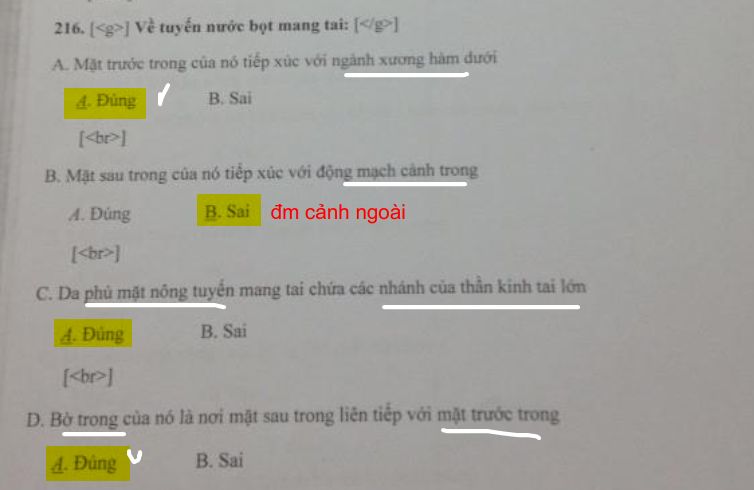 216. [<g>] Về tuyến nước bọt mang tai: [</g>]
A. Mặt trước trong của nó tiếp xúc với ngành xương hàm dưới
A. Đúng B. Sai
[<br>]
B. Mặt sau trong của nó tiếp xúc với động mạch cảnh trong
A. Đúng B. Sai đm cảnh ngoài
[<br>]
C. Da phủ mặt nông tuyến mang tai chứa các nhánh của thần kinh tai lớn
A. Đúng B. Sai
[<br>]
D. Bờ trong của nó là nơi mặt sau trong liên tiếp với mặt trước trong
A. Đúng B. Sai